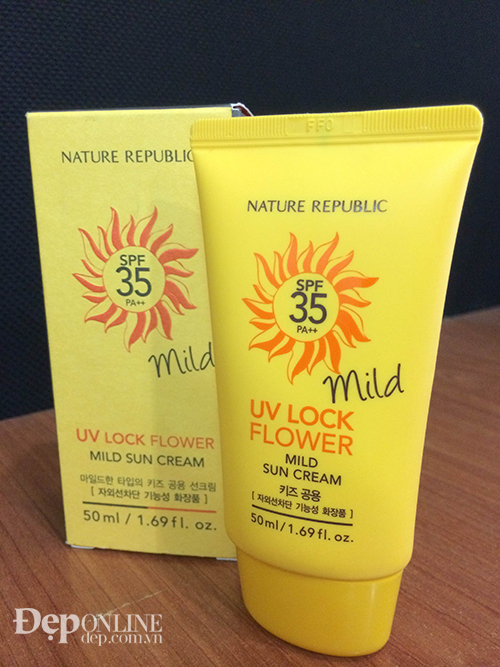 NATURE REPUBLIC
SPF
35
PA++
mild
UV LOCK FLOWER
MILD SUN CREAM
마일드한 타입의 키즈 공용 선크림
[ 자외선차단 기능성 화장품 ]
50ml / 1.69 fl. oz.
NATURE REPUBLIC
SPF
35
PA++
mild
UV LOCK
FLOWER
MILD
SUN CREAM
키즈 공용
[ 자외선차단 기능성 화장품 ]
50ml / 1.69 fl. oz.
ĐẹpONLINE
dep.com.vn